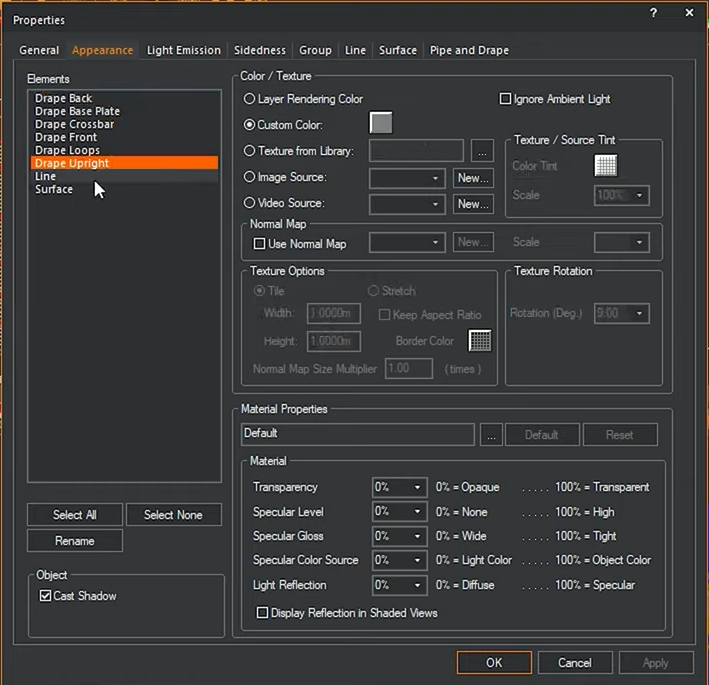 Properties
? ×
General Appearance Light Emission Sidedness Group Line Surface Pipe and Drape
Elements
Drape Back
Drape Base Plate
Drape Crossbar
Drape Front
Drape Loops
Drape Upright
Line
Surface
Select All Select None
Rename
Object
Cast Shadow
Color / Texture
Layer Rendering Color
Ignore Ambient Light
Custom Color:
Texture from Library: ...
Image Source: New...
Video Source: New...
Texture / Source Tint
Color Tint
Scale 100%
Normal Map
Use Normal Map New... Scale
Texture Options
Tile Stretch
Width: 1.0000m Keep Aspect Ratio
Height: 1.0000m Border Color
Normal Map Size Multiplier 1.00 ( times )
Texture Rotation
Rotation (Deg.)
Material Properties
Default ... Default Reset
Material
Transparency 0% 0% = Opaque ..... 100% = Transparent
Specular Level 0% 0% = None ..... 100% = High
Specular Gloss 0% 0% = Wide ..... 100% = Tight
Specular Color Source 0% 0% = Light Color ..... 100% = Object Color
Light Reflection 0% 0% = Diffuse ..... 100% = Specular
Display Reflection in Shaded Views
OK Cancel Apply